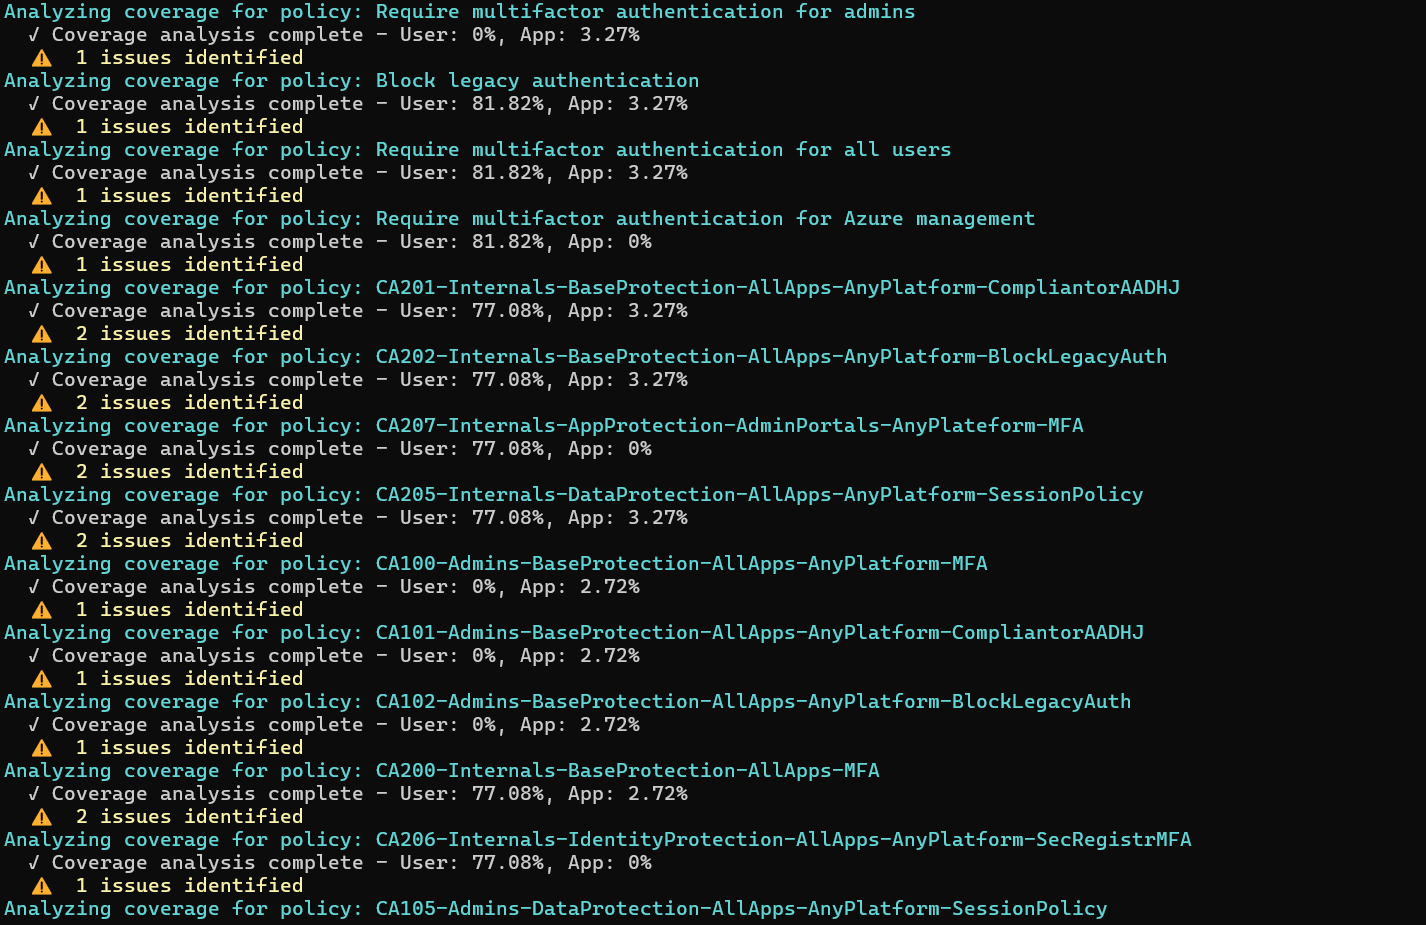 Analyzing coverage for policy: Require multifactor authentication for admins
√ Coverage analysis complete - User: 0%, App: 3.27%
⚠ 1 issues identified
Analyzing coverage for policy: Block legacy authentication
√ Coverage analysis complete - User: 81.82%, App: 3.27%
⚠ 1 issues identified
Analyzing coverage for policy: Require multifactor authentication for all users
√ Coverage analysis complete - User: 81.82%, App: 3.27%
⚠ 1 issues identified
Analyzing coverage for policy: Require multifactor authentication for Azure management
√ Coverage analysis complete - User: 81.82%, App: 0%
⚠ 1 issues identified
Analyzing coverage for policy: CA201-Internals-BaseProtection-AllApps-AnyPlatform-CompliantorAADHJ
√ Coverage analysis complete - User: 77.08%, App: 3.27%
⚠ 2 issues identified
Analyzing coverage for policy: CA202-Internals-BaseProtection-AllApps-AnyPlatform-BlockLegacyAuth
√ Coverage analysis complete - User: 77.08%, App: 3.27%
⚠ 2 issues identified
Analyzing coverage for policy: CA207-Internals-AppProtection-AdminPortals-AnyPlateform-MFA
√ Coverage analysis complete - User: 77.08%, App: 0%
⚠ 2 issues identified
Analyzing coverage for policy: CA205-Internals-DataProtection-AllApps-AnyPlatform-SessionPolicy
√ Coverage analysis complete - User: 77.08%, App: 3.27%
⚠ 2 issues identified
Analyzing coverage for policy: CA100-Admins-BaseProtection-AllApps-AnyPlatform-MFA
√ Coverage analysis complete - User: 0%, App: 2.72%
⚠ 1 issues identified
Analyzing coverage for policy: CA101-Admins-BaseProtection-AllApps-AnyPlatform-CompliantorAADHJ
√ Coverage analysis complete - User: 0%, App: 2.72%
⚠ 1 issues identified
Analyzing coverage for policy: CA102-Admins-BaseProtection-AllApps-AnyPlatform-BlockLegacyAuth
√ Coverage analysis complete - User: 0%, App: 2.72%
⚠ 1 issues identified
Analyzing coverage for policy: CA200-Internals-BaseProtection-AllApps-MFA
√ Coverage analysis complete - User: 77.08%, App: 2.72%
⚠ 2 issues identified
Analyzing coverage for policy: CA206-Internals-IdentityProtection-AllApps-AnyPlatform-SecRegistrMFA
√ Coverage analysis complete - User: 77.08%, App: 0%
⚠ 1 issues identified
Analyzing coverage for policy: CA105-Admins-DataProtection-AllApps-AnyPlatform-SessionPolicy